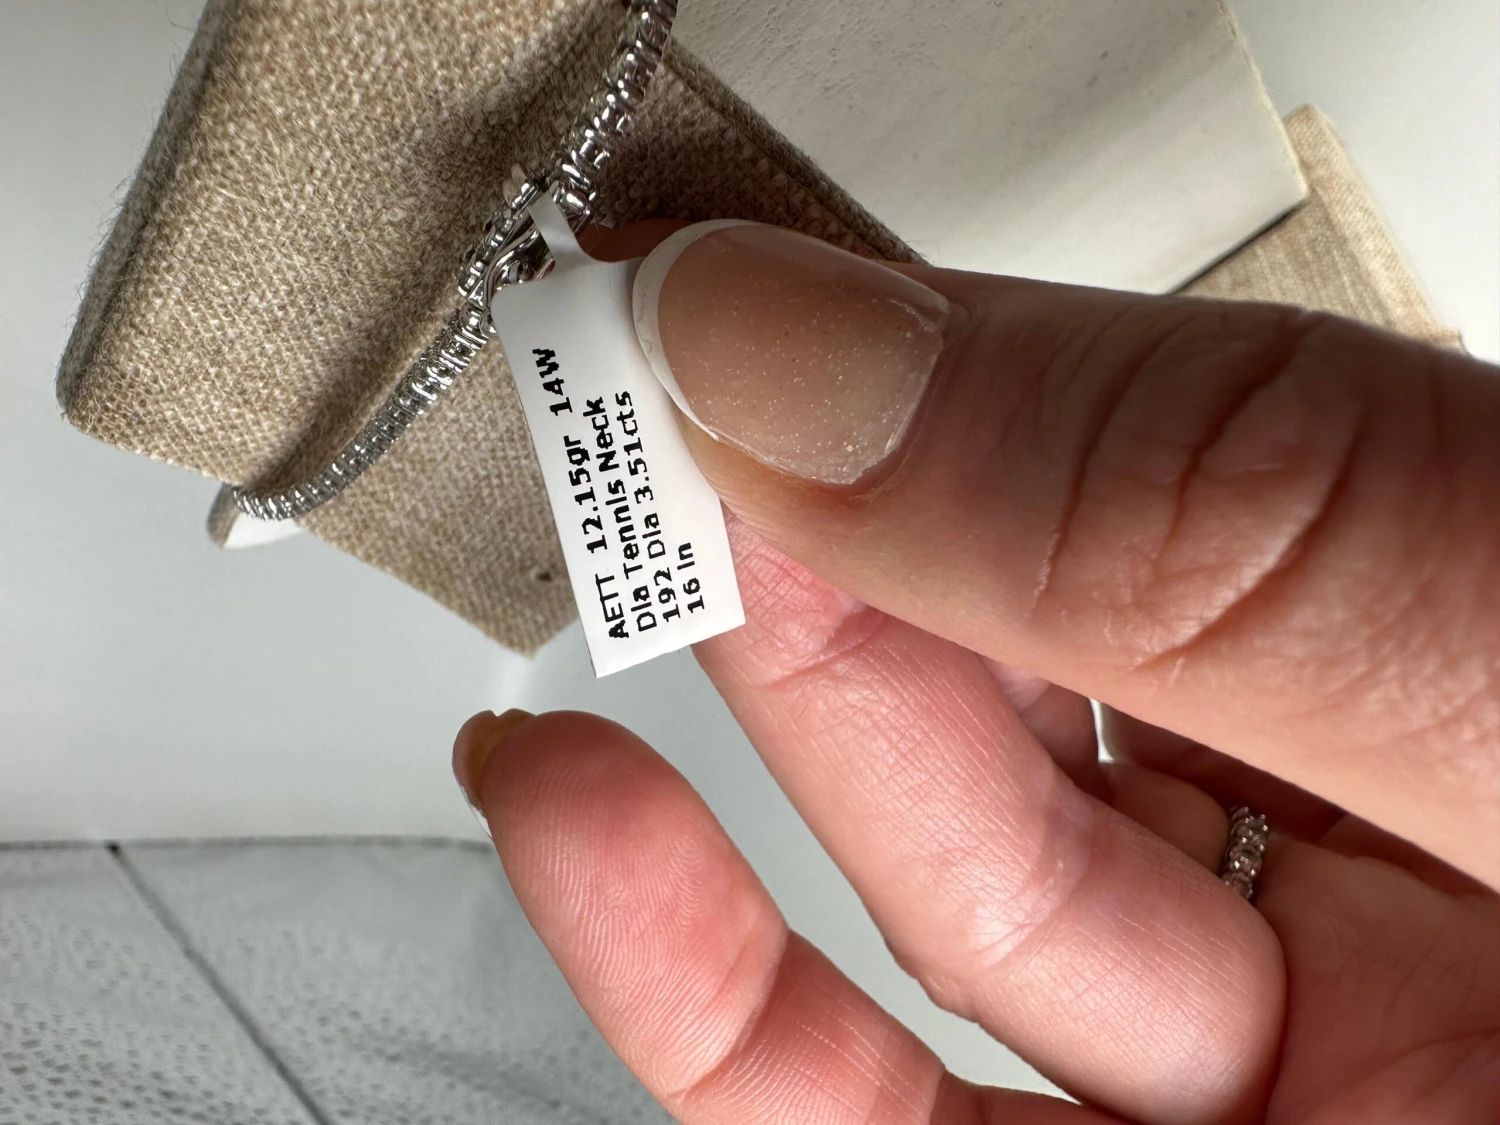 AETT 12.15gr 14W
Dia Tennis Neck
192 Dia 3.51cts
16 In